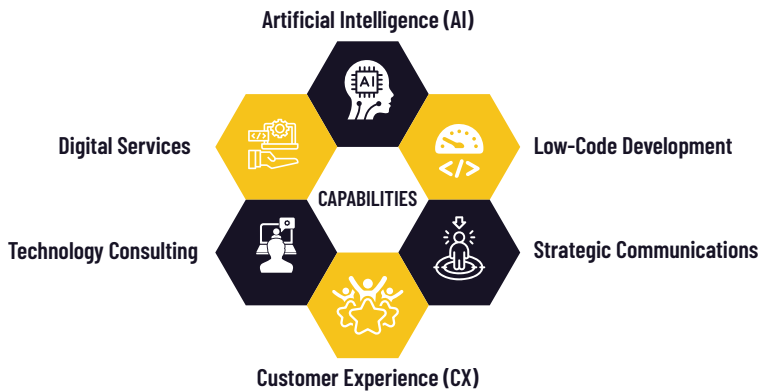 Artificial Intelligence (AI)
AI
Digital Services
</>
Low-Code Development
</>
CAPABILITIES
Technology Consulting
Strategic Communications
Customer Experience (CX)